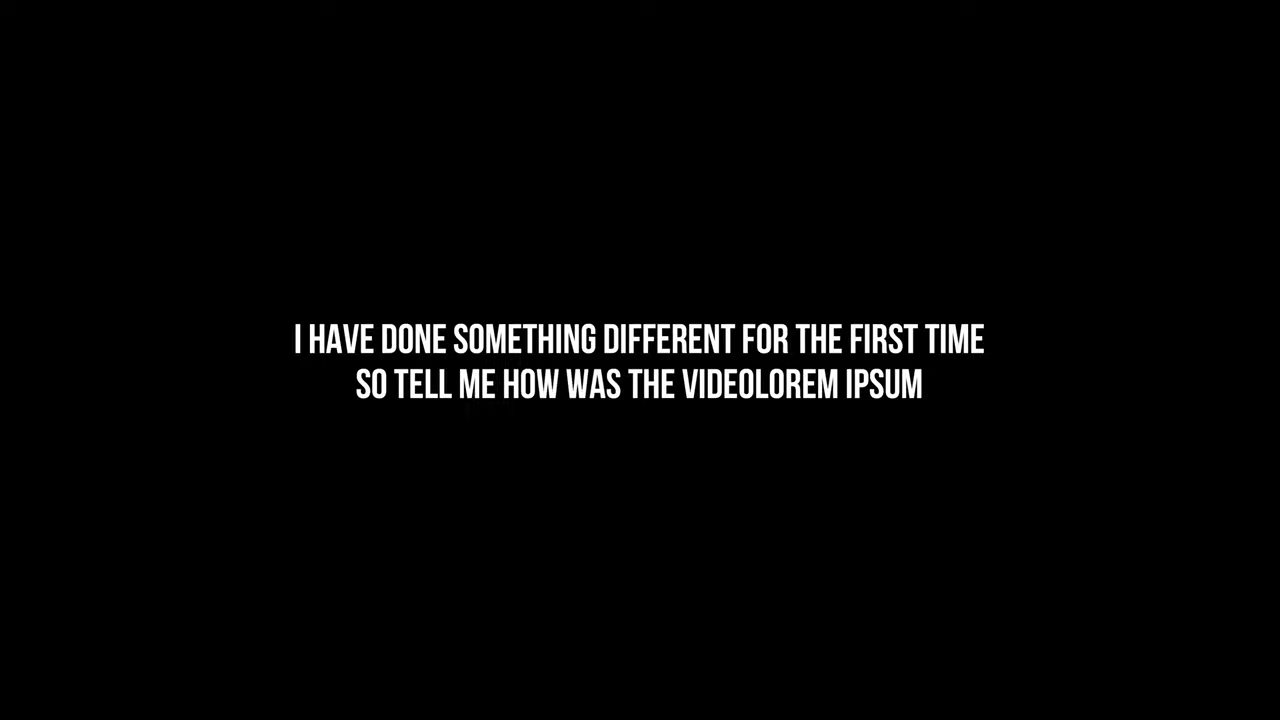 I HAVE DONE SOMETHING DIFFERENT FOR THE FIRST TIME
SO TELL ME HOW WAS THE VIDEOLOREM IPSUM